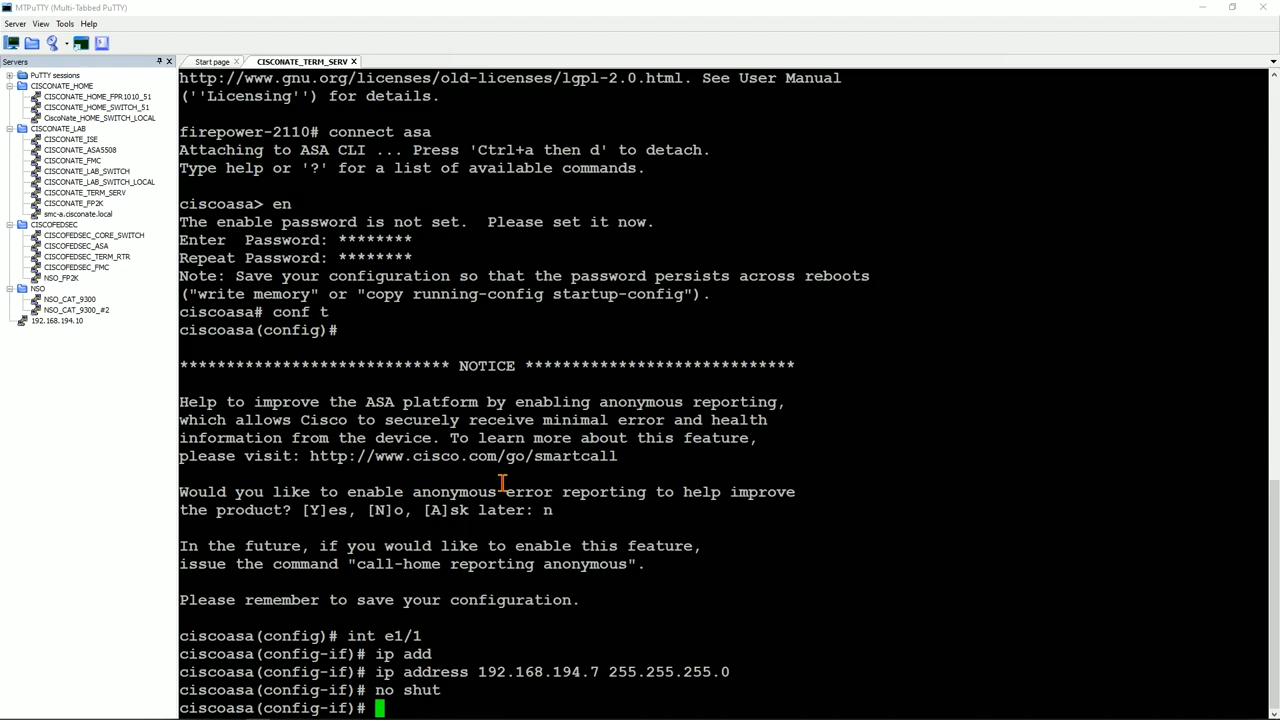 MTPuTTY (Multi-Tabbed PuTTY)
Server View Tools Help
Servers
Start page
CISCONATE_TERM_SERV
PuTTY sessions
CISCONATE_HOME
CISCONATE_HOME_FPR1010_51
CISCONATE_HOME_SWITCH_51
CiscoNate_HOME_SWITCH_LOCAL
CISCONATE_LAB
CISCONATE_ISE
CISCONATE_ASA5508
CISCONATE_FMC
CISCONATE_LAB_SWITCH
CISCONATE_LAB_SWITCH_LOCAL
CISCONATE_TERM_SERV
CISCONATE_FP2K
smc-a.cisconate.local
CISCOFEDSEC
CISCOFEDSEC_CORE_SWITCH
CISCOFEDSEC_ASA
CISCOFEDSEC_TERM_RTR
CISCOFEDSEC_FMC
NSO_FP2K
NSO
NSO_CAT_9300
NSO_CAT_9300_#2
192.168.194.10
http://www.gnu.org/licenses/old-licenses/lgpl-2.0.html. See User Manual
(''Licensing'') for details.
firepower-2110# connect asa
Attaching to ASA CLI ... Press 'Ctrl+a then d' to detach.
Type help or '?' for a list of available commands.
ciscoasa> en
The enable password is not set.  Please set it now.
Enter  Password: ********
Repeat Password: ********
Note: Save your configuration so that the password persists across reboots
("write memory" or "copy running-config startup-config").
ciscoasa# conf t
ciscoasa(config)#
***************************** NOTICE *****************************
Help to improve the ASA platform by enabling anonymous reporting,
which allows Cisco to securely receive minimal error and health
information from the device. To learn more about this feature,
please visit: http://www.cisco.com/go/smartcall
Would you like to enable anonymous error reporting to help improve
the product? [Y]es, [N]o, [A]sk later: n
In the future, if you would like to enable this feature,
issue the command "call-home reporting anonymous".
Please remember to save your configuration.
ciscoasa(config)# int e1/1
ciscoasa(config-if)# ip add
ciscoasa(config-if)# ip address 192.168.194.7 255.255.255.0
ciscoasa(config-if)# no shut
ciscoasa(config-if)#